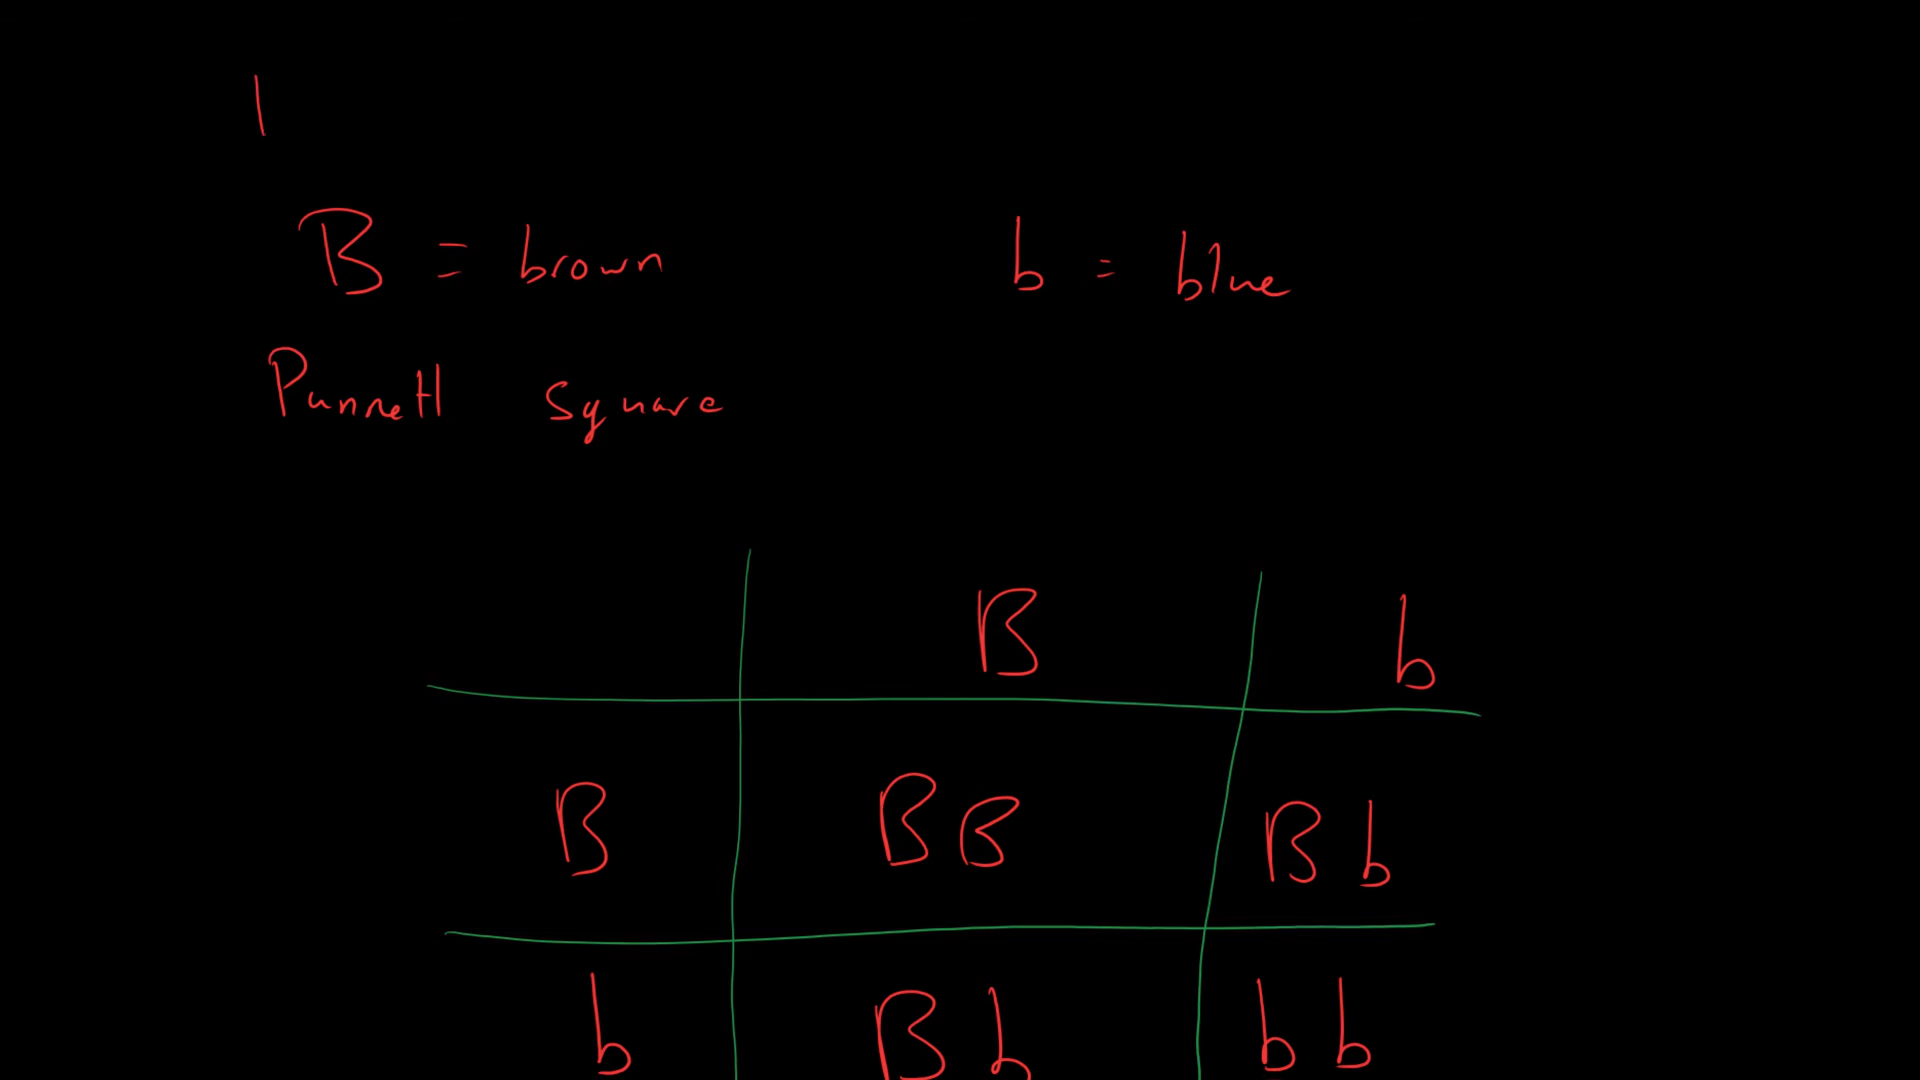 1
B = brown b = blue
Punnett Square
B b
B BB Bb
b Bb bb